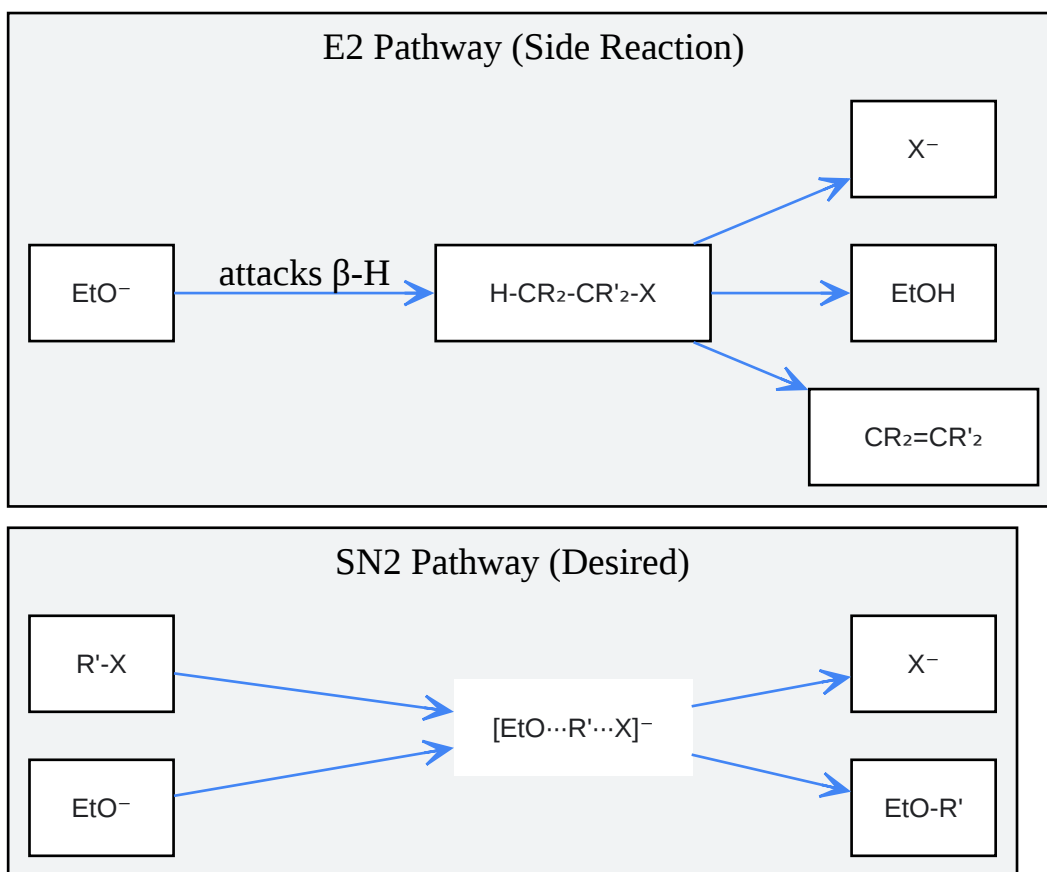 E2 Pathway (Side Reaction)
X⁻
EtO⁻
attacks β-H
H-CR₂-CR'₂-X
EtOH
CR₂=CR'₂
SN2 Pathway (Desired)
R'-X
X⁻
[EtO···R'···X]⁻
EtO⁻
EtO-R'